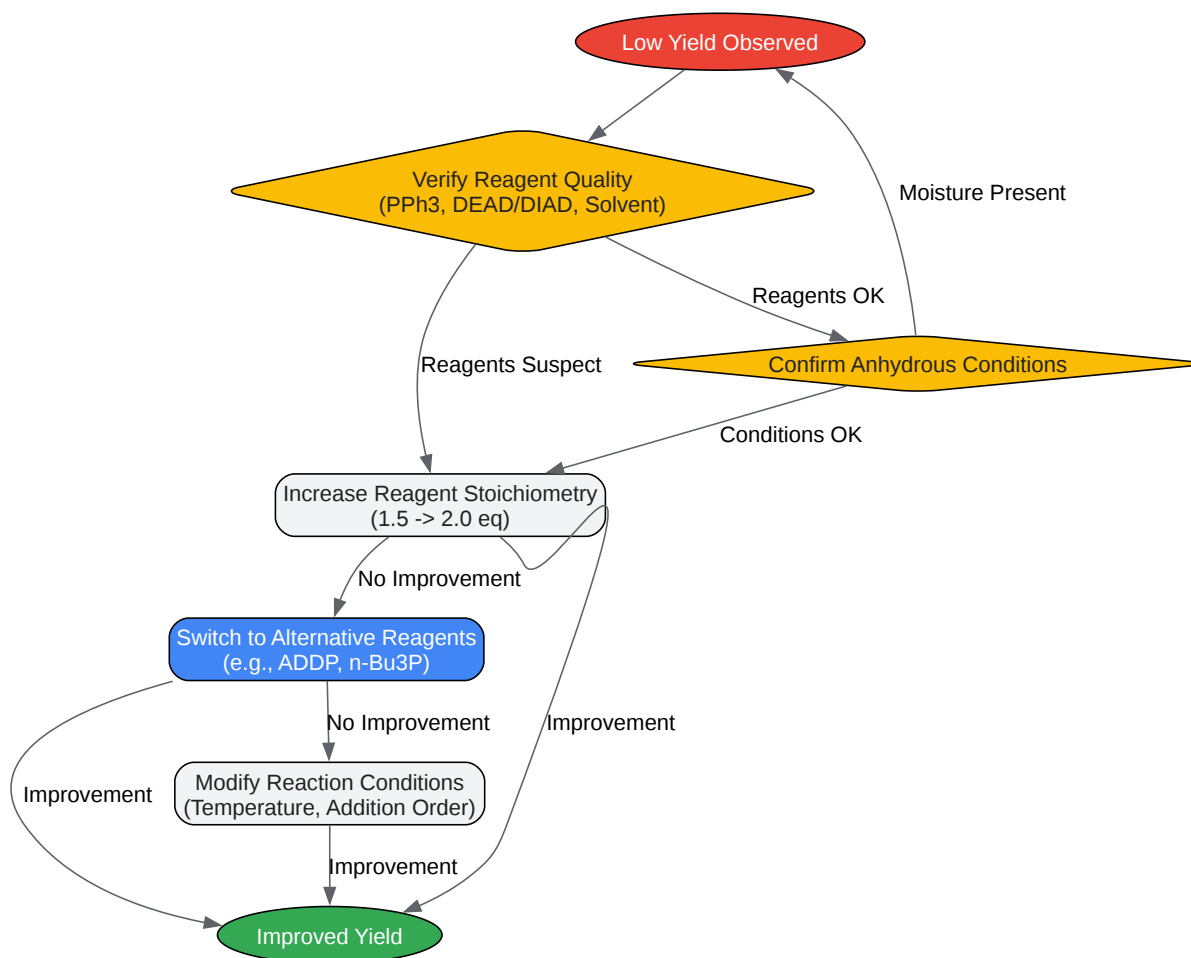 Low Yield Observed
Verify Reagent Quality
(PPh3, DEAD/DIAD, Solvent)
Moisture Present
Reagents OK
Reagents Suspect
Confirm Anhydrous Conditions
Conditions OK
Increase Reagent Stoichiometry
(1.5 -> 2.0 eq)
No Improvement
Switch to Alternative Reagents
(e.g., ADDP, n-Bu3P)
No Improvement
Improvement
Improvement
Modify Reaction Conditions
(Temperature, Addition Order)
Improvement
Improved Yield